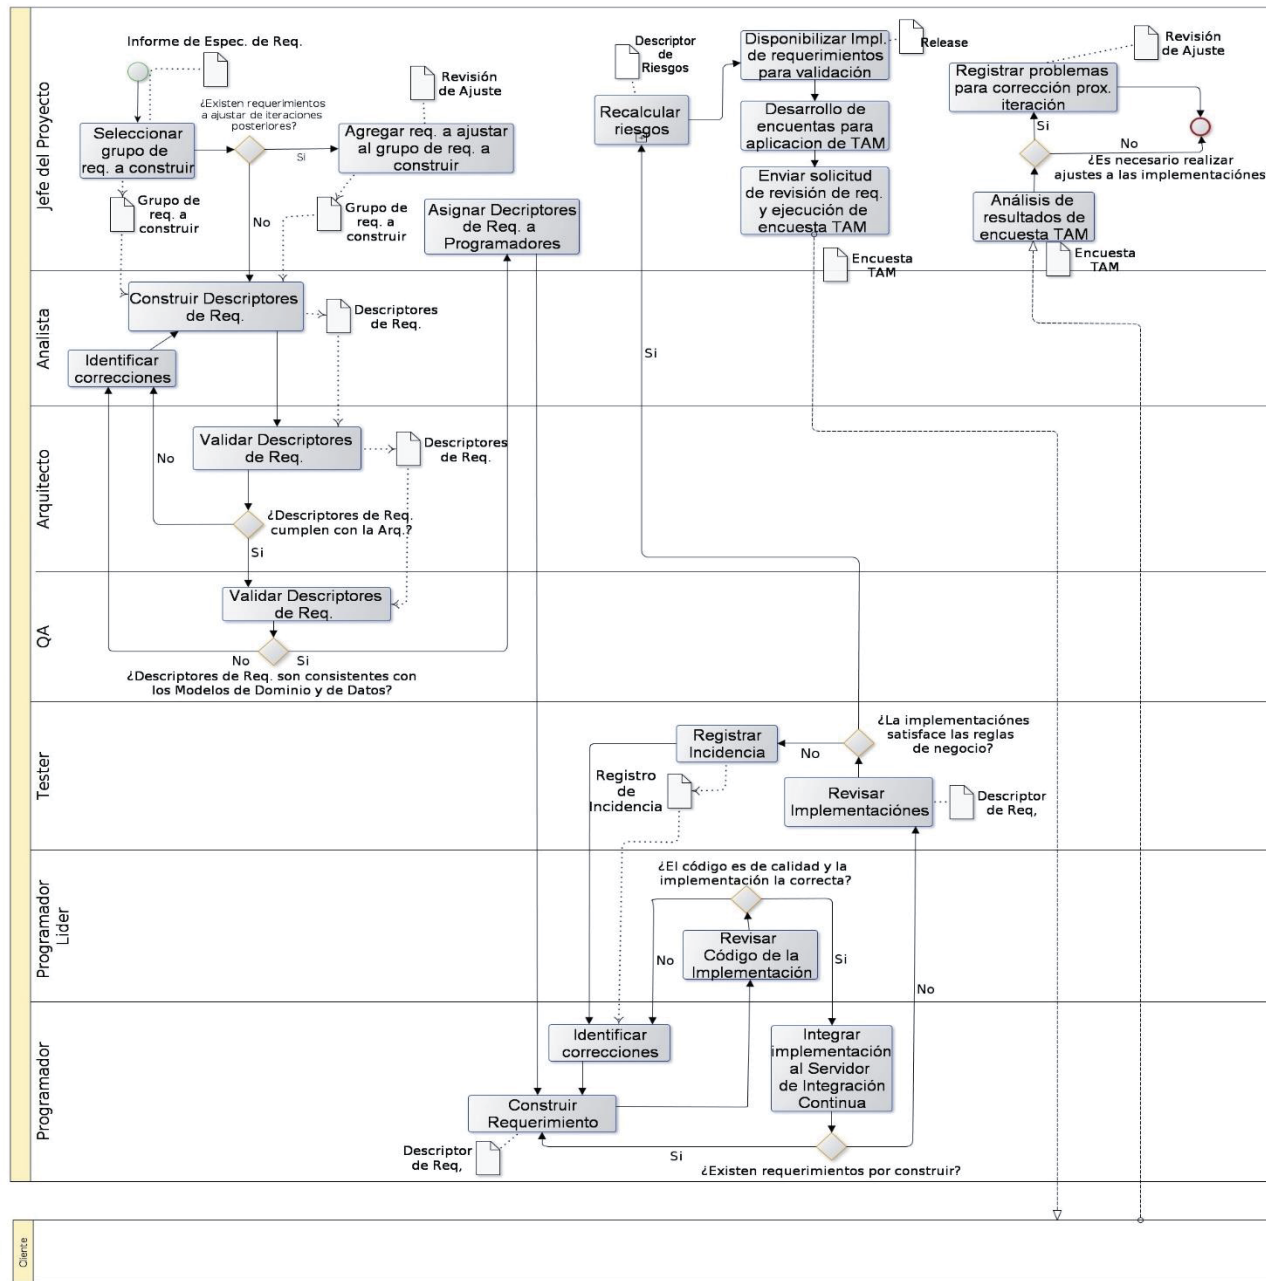 Jefe del Proyecto
Informe de Espec. de Req.
¿Existen requerimientos
a ajustar de iteraciones
posteriores?
Seleccionar
grupo de
req. a construir
Si
No
Revisión
de Ajuste
Agregar req. a ajustar
al grupo de req. a
construir
Grupo de
req. a
construir
Grupo de
req. a
construir
Asignar Decriptores
de Req. a
Programadores
Descriptor
de
Riesgos
Recalcular
riesgos
Disponibilizar Impl.
de requerimientos
para validación
Release
Desarrollo de
encuentas para
aplicacion de TAM
Enviar solicitud
de revisión de req.
y ejecución de
encuesta TAM
Encuesta
TAM
Revisión
de Ajuste
Registrar problemas
para corrección prox.
iteración
Si
No
¿Es necesario realizar
ajustes a las implementaciónes
Análisis de
resultados de
encuesta TAM
Encuesta
TAM
Analista
Construir Descriptores
de Req.
Descriptores
de Req.
Identificar
correcciones
Si
Arquitecto
Validar Descriptores
de Req.
Descriptores
de Req.
No
¿Descriptores de Req.
cumplen con la Arq.?
Si
QA
Validar Descriptores
de Req.
No
Si
¿Descriptores de Req. son consistentes con
los Modelos de Dominio y de Datos?
Tester
Registrar
Incidencia
No
¿La implementaciónes
satisface las reglas
de negocio?
Registro
de
Incidencia
Revisar
Implementaciónes
Descriptor
de Req,
Programador
Lider
¿El código es de calidad y la
implementación la correcta?
Revisar
Código de la
Implementación
No
Si
No
Programador
Identificar
correcciones
Integrar
implementación
al Servidor
de Integración
Continua
Construir
Requerimiento
Descriptor
de Req,
Si
¿Existen requerimientos por construir?
Cliente